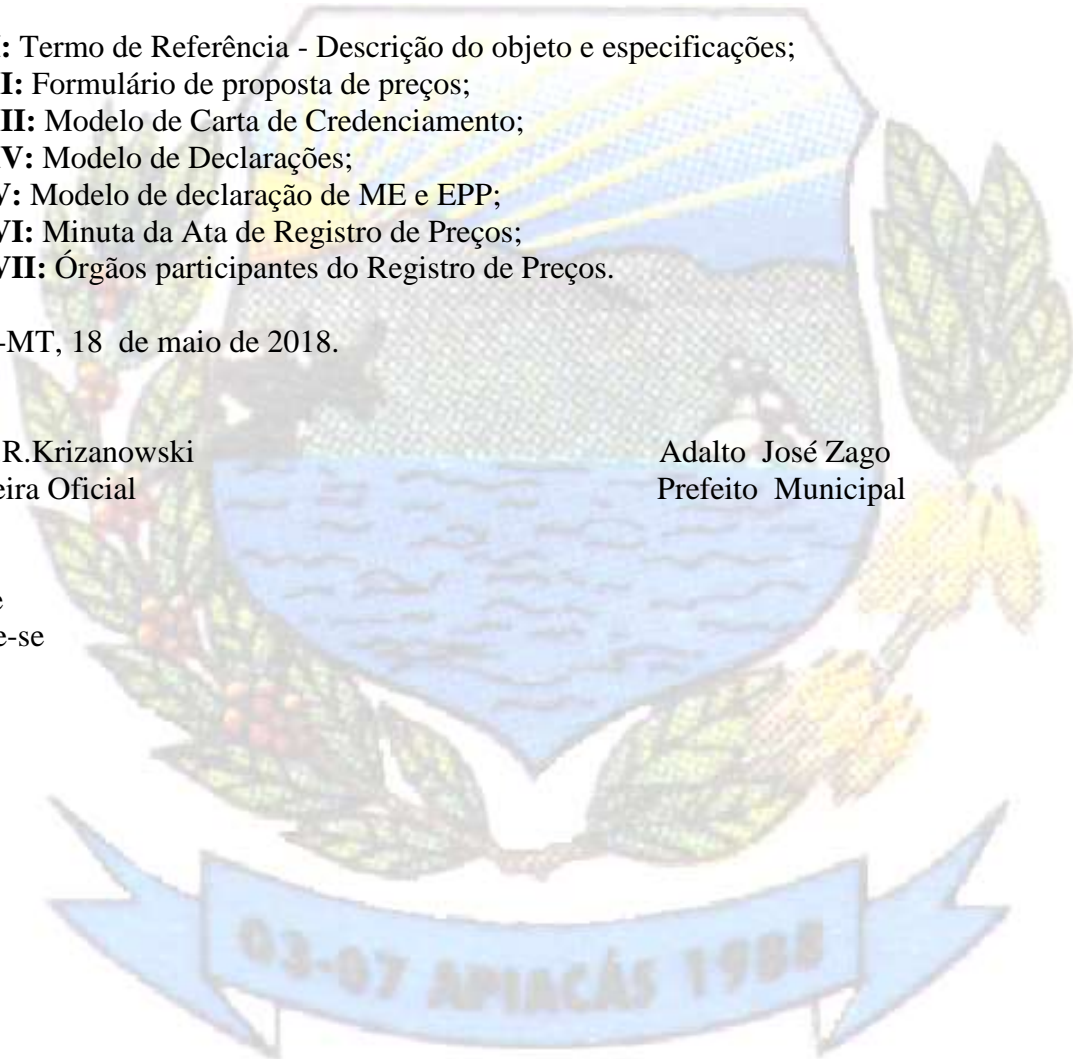 I: Termo de Referência - Descrição do objeto e especificações;
I: Formulário de proposta de preços;
II: Modelo de Carta de Credenciamento;
V: Modelo de Declarações;
V: Modelo de declaração de ME e EPP;
VI: Minuta da Ata de Registro de Preços;
VII: Órgãos participantes do Registro de Preços.
-MT, 18 de maio de 2018.
R.Krizanowski Adalto José Zago
eira Oficial Prefeito Municipal
e
e-se
03-07 APIACÁS 1988